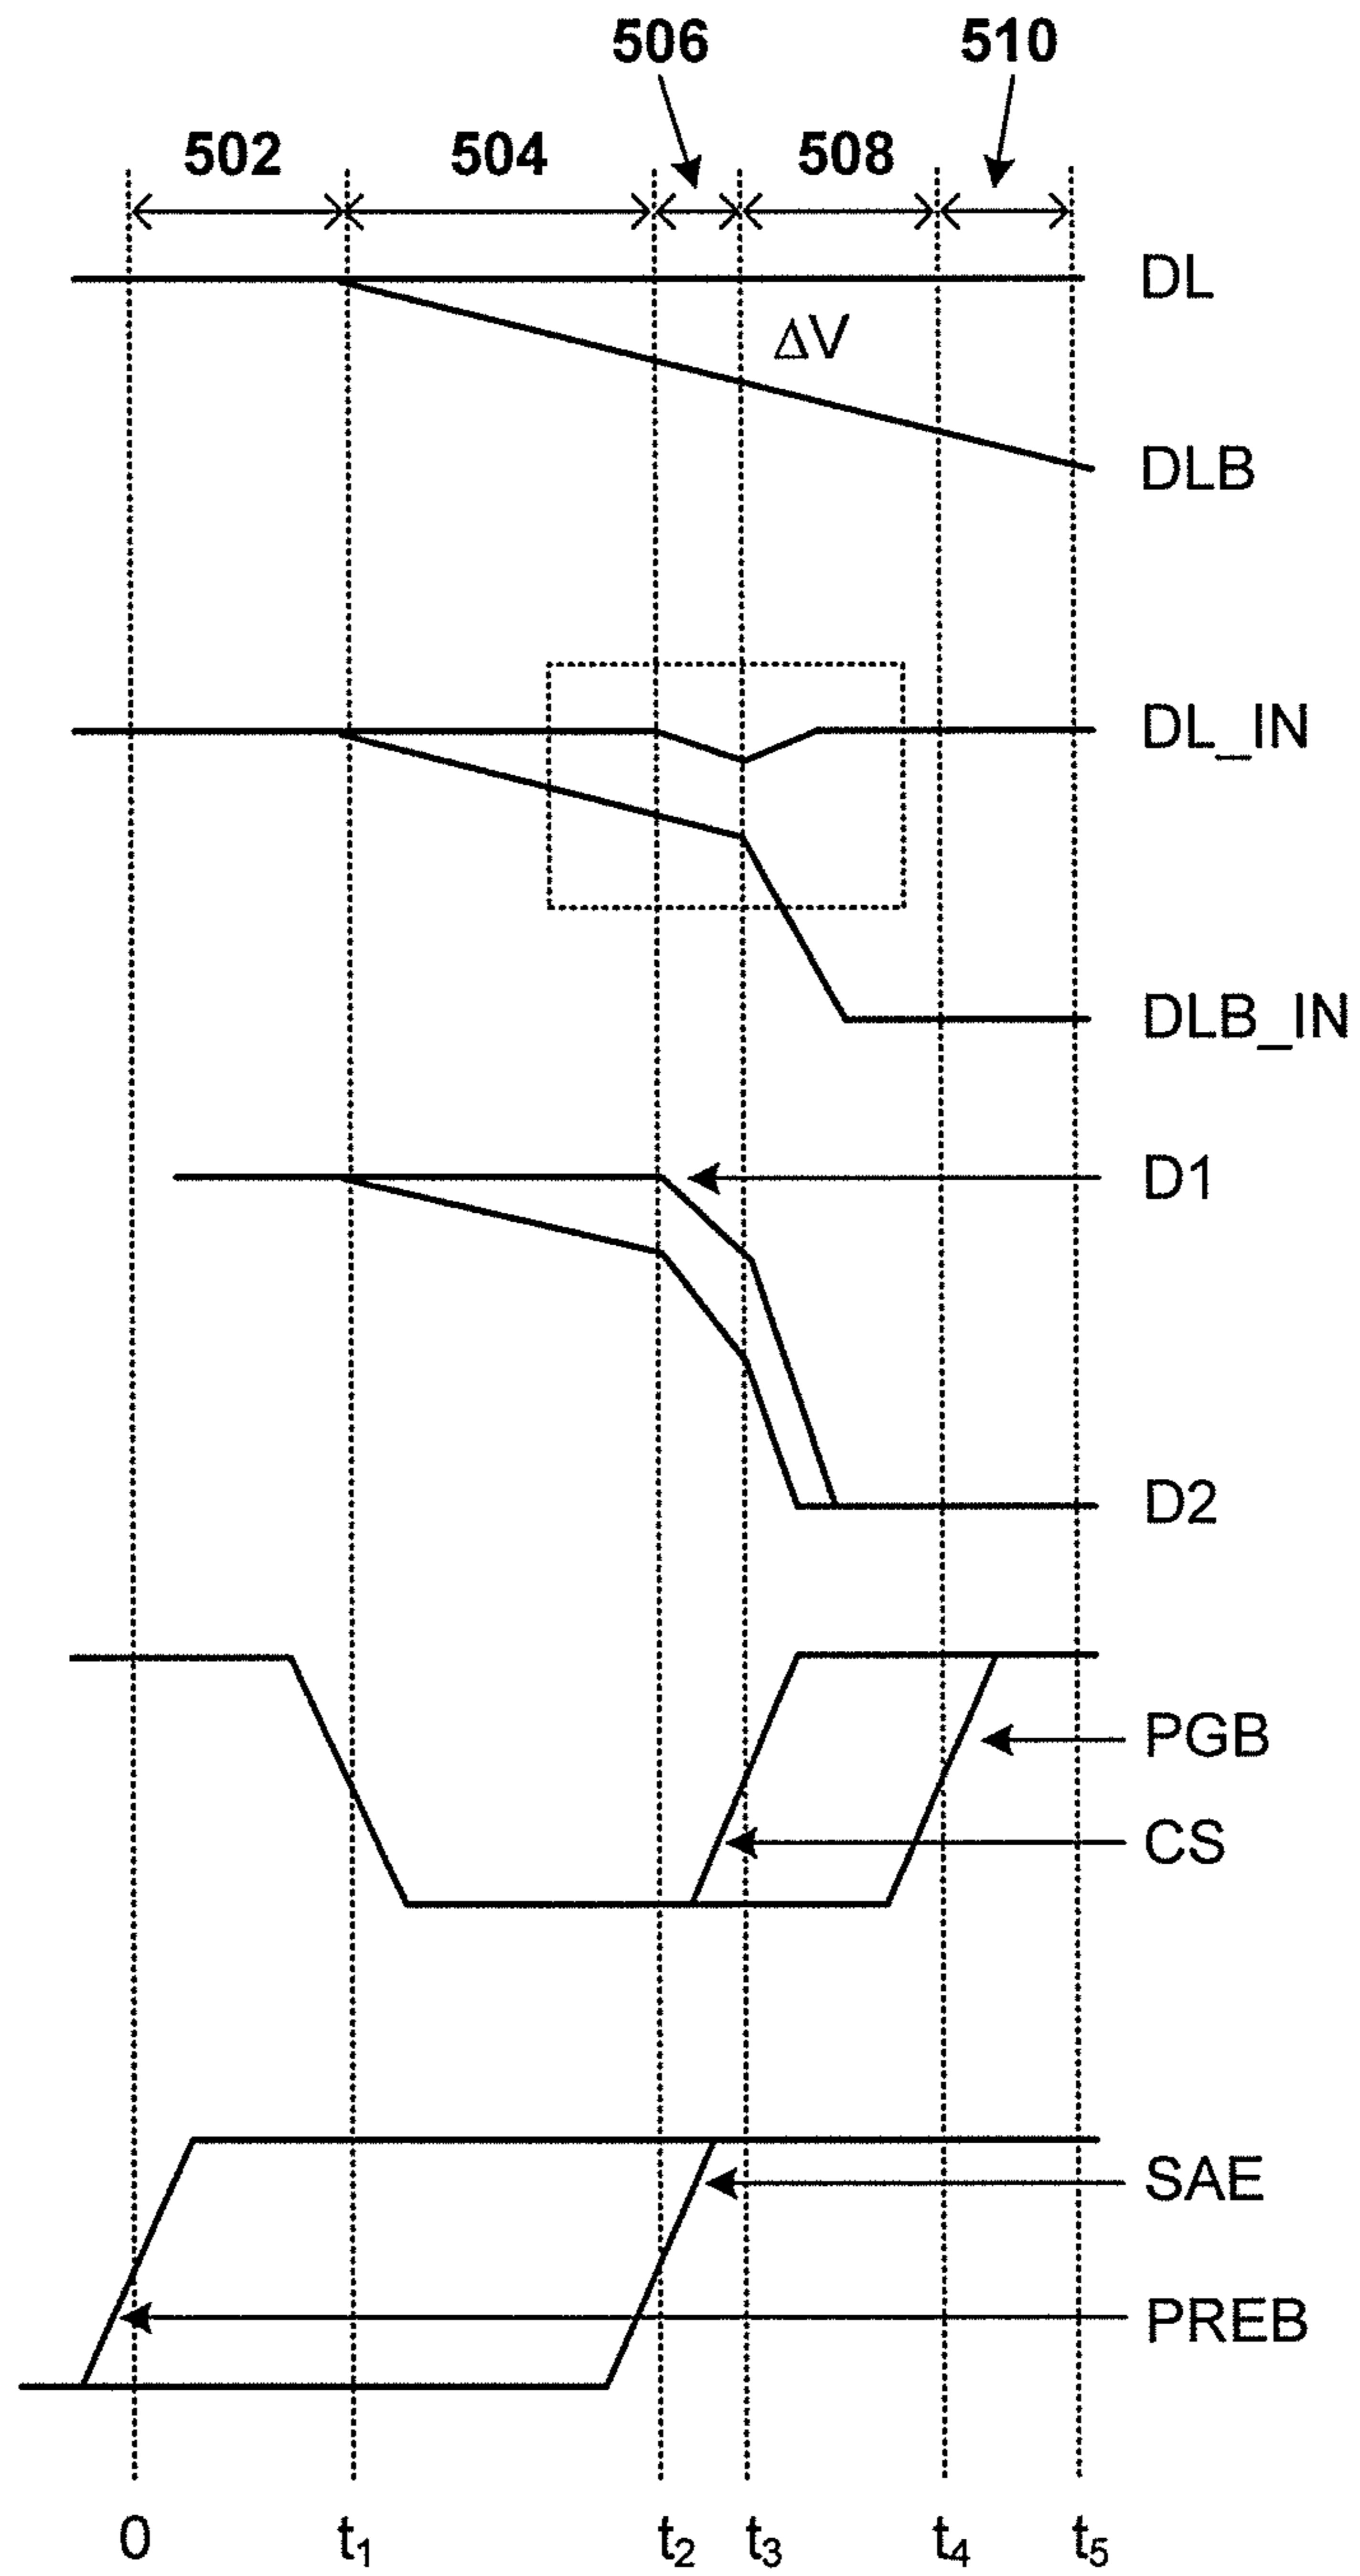 506 510
502 504 508
DL
ΔV
DLB
DL_IN
DLB_IN
D1
D2
PGB
CS
SAE
PREB
0 t1 t2 t3 t4 t5